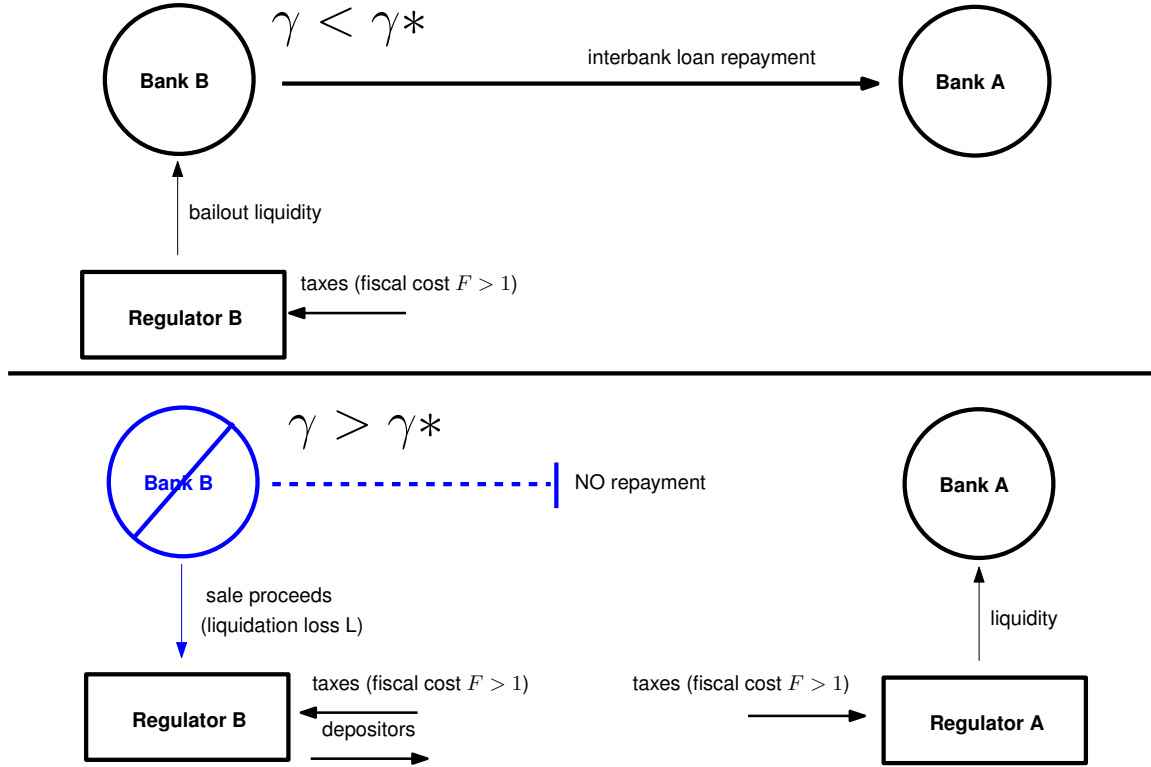 γ < γ*
Bank B
interbank loan repayment
Bank A
bailout liquidity
taxes (fiscal cost F > 1)
Regulator B
γ > γ*
Bank B
NO repayment
Bank A
sale proceeds
(liquidation loss L)
liquidity
taxes (fiscal cost F > 1)
taxes (fiscal cost F > 1)
Regulator B
depositors
Regulator A